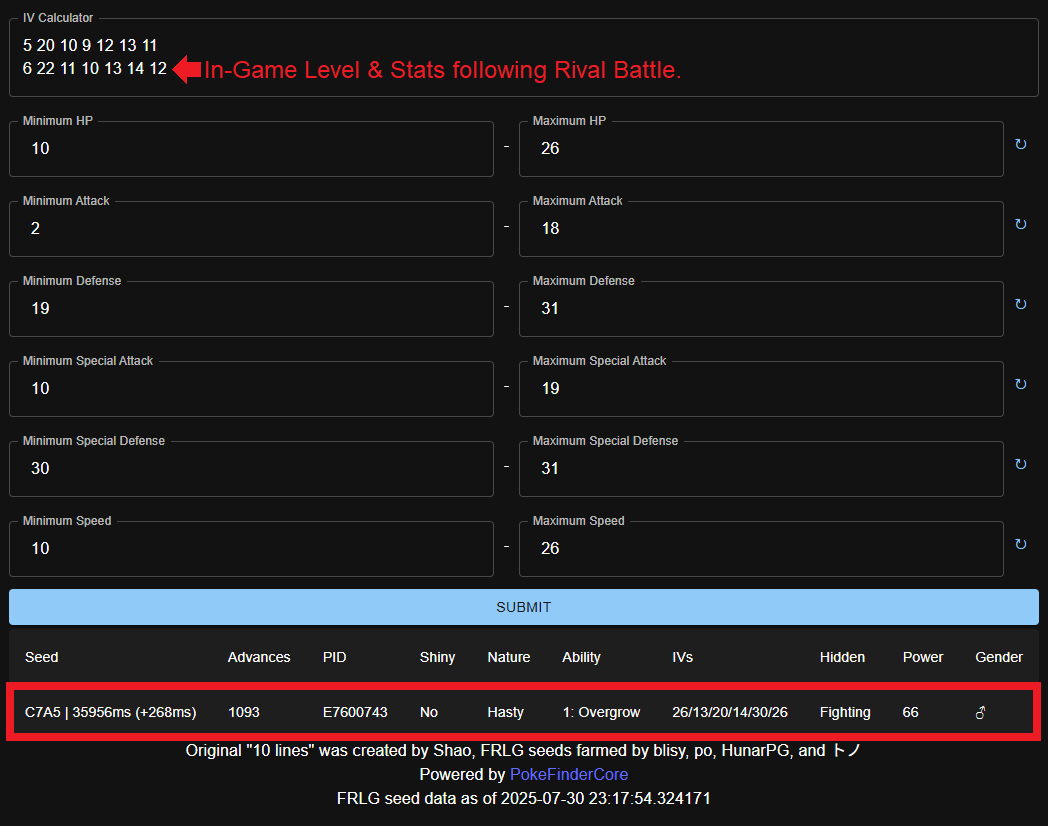 IV Calculator
5 20 10 9 12 13 11
6 22 11 10 13 14 12 In-Game Level & Stats following Rival Battle.
Minimum HP Maximum HP
10 - 26 ↻
Minimum Attack Maximum Attack
2 - 18 ↻
Minimum Defense Maximum Defense
19 - 31 ↻
Minimum Special Attack Maximum Special Attack
10 - 19 ↻
Minimum Special Defense Maximum Special Defense
30 - 31 ↻
Minimum Speed Maximum Speed
10 - 26 ↻
SUBMIT
Seed Advances PID Shiny Nature Ability IVs Hidden Power Gender
C7A5 | 35956ms (+268ms) 1093 E7600743 No Hasty 1: Overgrow 26/13/20/14/30/26 Fighting 66 ♂
Original "10 lines" was created by Shao, FRLG seeds farmed by blisy, po, HunarPG, and トノ
Powered by PokeFinderCore
FRLG seed data as of 2025-07-30 23:17:54.324171